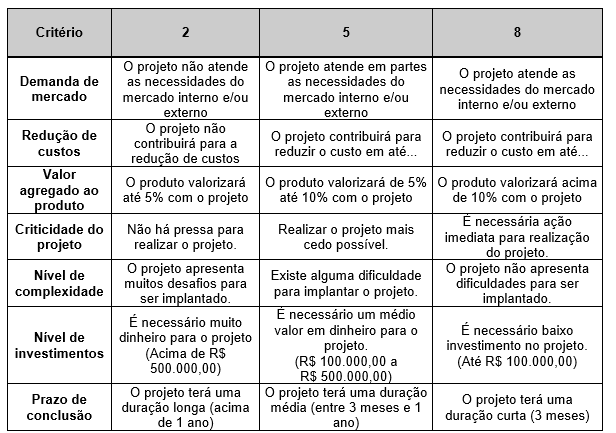 Critério 2 5 8
Demanda de mercado
O projeto não atende as necessidades do mercado interno e/ou externo
O projeto atende em partes as necessidades do mercado interno e/ou externo
O projeto atende as necessidades do mercado interno e/ou externo
Redução de custos
O projeto não contribuirá para a redução de custos
O projeto contribuirá para reduzir o custo em até...
O projeto contribuirá para reduzir o custo em até...
Valor agregado ao produto
O produto valorizará até 5% com o projeto
O produto valorizará de 5% até 10% com o projeto
O produto valorizará acima de 10% com o projeto
Criticidade do projeto
Não há pressa para realizar o projeto.
Realizar o projeto mais cedo possível.
É necessária ação imediata para realização do projeto.
Nível de complexidade
O projeto apresenta muitos desafios para ser implantado.
Existe alguma dificuldade para implantar o projeto.
O projeto não apresenta dificuldades para ser implantado.
Nível de investimentos
É necessário muito dinheiro para o projeto (Acima de R$ 500.000,00)
É necessário um médio valor em dinheiro para o projeto. (R$ 100.000,00 a R$ 500.000,00)
É necessário baixo investimento no projeto. (Até R$ 100.000,00)
Prazo de conclusão
O projeto terá uma duração longa (acima de 1 ano)
O projeto terá uma duração média (entre 3 meses e 1 ano)
O projeto terá uma duração curta (3 meses)